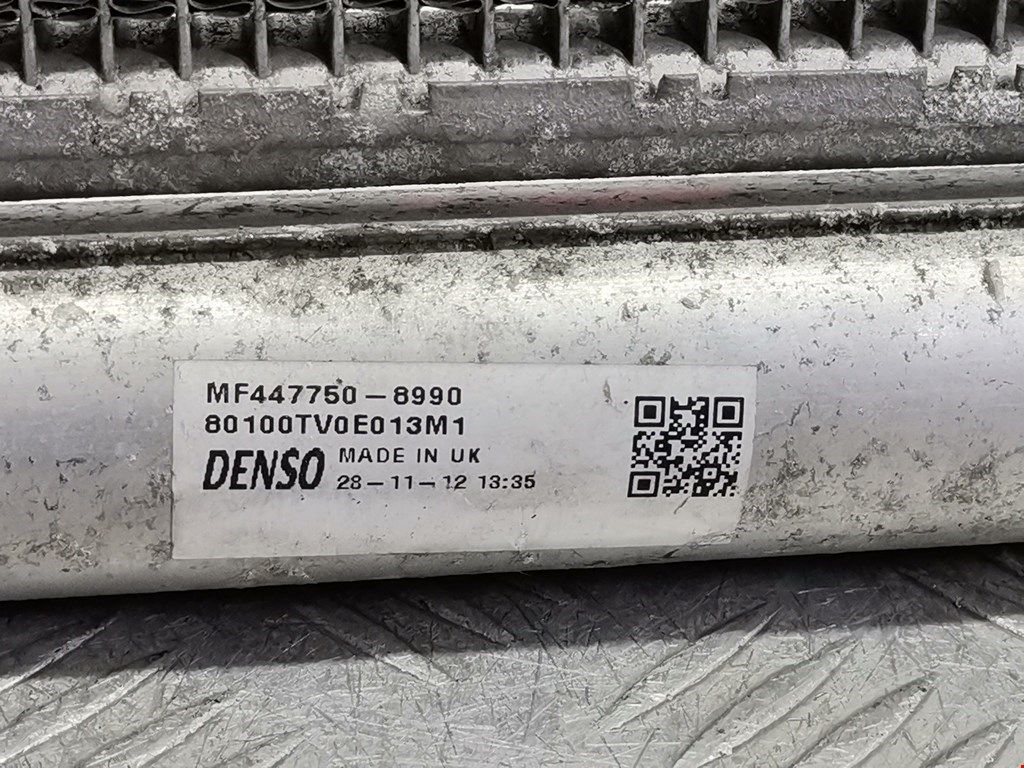 MF447750-8990
80100TV0E013M1
DENSO MADE IN UK
28-11-12 13:35